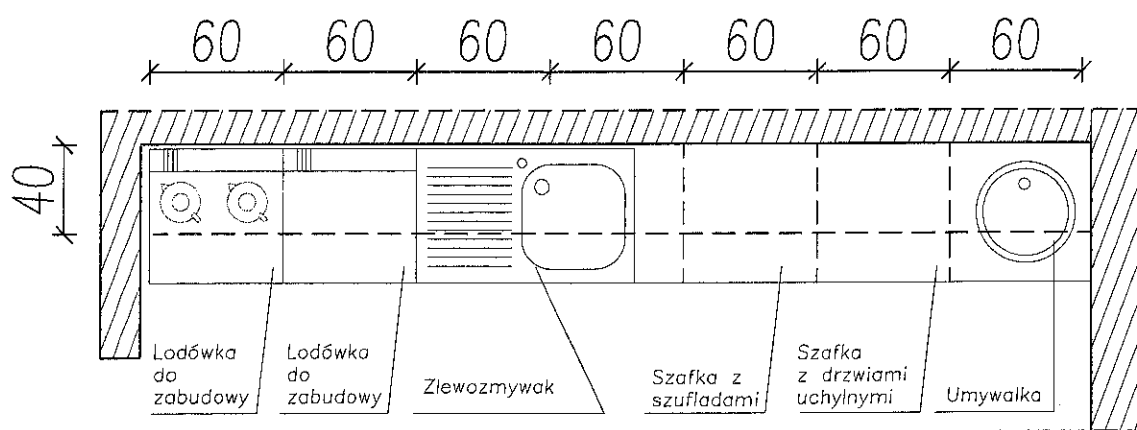 60 60 60 60 60 60 60
40
Lodówka
do
zabudowy
Lodówka
do
zabudowy
Zlewozmywak
Szafka z
szufladami
Szafka
z drzwiami
uchylnymi
Umywalka